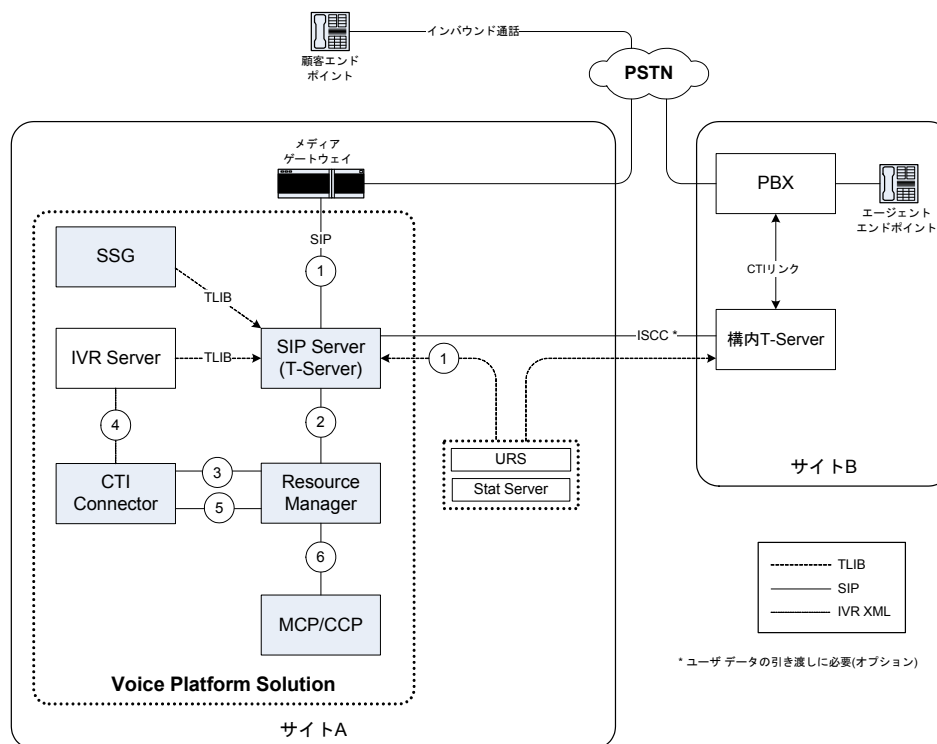 インバウンド通話
顧客エンド
ポイント
PSTN
メディア
ゲートウェイ
PBX
エージェント
エンドポイント
SIP
SSG
1
CTIリンク
TLIB
IVR Server
TLIB
SIP Server
(T-Server)
1
ISCC *
構内T-Server
4
2
URS
Stat Server
サイトB
CTI
Connector
3
5
Resource
Manager
6
MCP/CCP
TLIB
SIP
IVR XML
* ユーザ データの引き渡しに必要(オプション)
Voice Platform Solution
サイトA